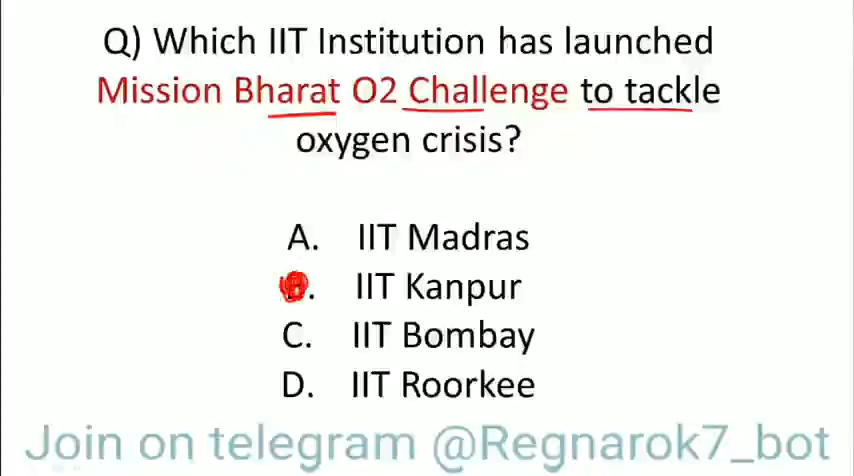 Q) Which IIT Institution has launched
Mission Bharat O2 Challenge to tackle
oxygen crisis?
A. IIT Madras
B. IIT Kanpur
C. IIT Bombay
D. IIT Roorkee
Join on telegram @Regnarok7_bot